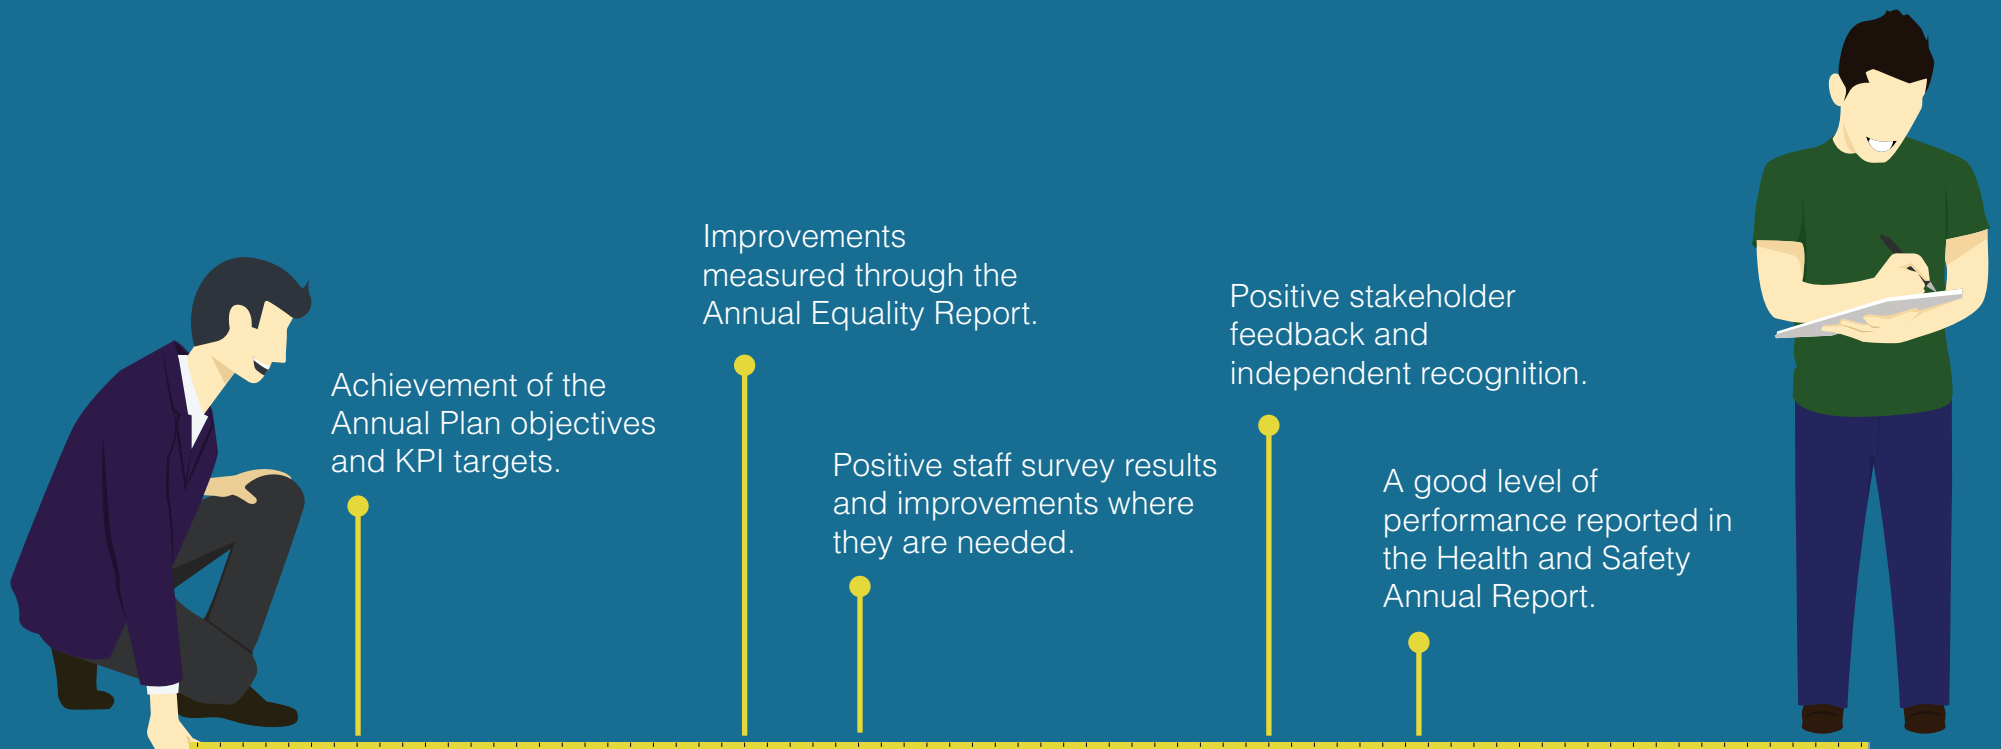 Achievement of the
Annual Plan objectives
and KPI targets.
Improvements
measured through the
Annual Equality Report.
Positive staff survey results
and improvements where
they are needed.
Positive stakeholder
feedback and
independent recognition.
A good level of
performance reported in
the Health and Safety
Annual Report.